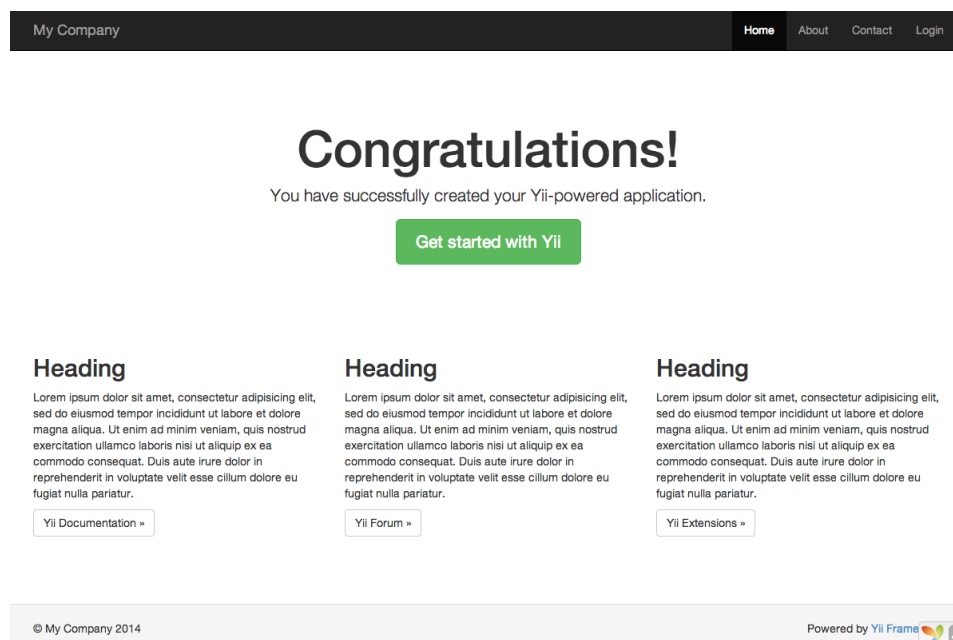 My Company
Home About Contact Login
Congratulations!
You have successfully created your Yii-powered application.
Get started with Yii
Heading
Lorem ipsum dolor sit amet, consectetur adipisicing elit,
sed do eiusmod tempor incididunt ut labore et dolore
magna aliqua. Ut enim ad minim veniam, quis nostrud
exercitation ullamco laboris nisi ut aliquip ex ea
commodo consequat. Duis aute irure dolor in
reprehenderit in voluptate velit esse cillum dolore eu
fugiat nulla pariatur.
Yii Documentation »
Heading
Lorem ipsum dolor sit amet, consectetur adipisicing elit,
sed do eiusmod tempor incididunt ut labore et dolore
magna aliqua. Ut enim ad minim veniam, quis nostrud
exercitation ullamco laboris nisi ut aliquip ex ea
commodo consequat. Duis aute irure dolor in
reprehenderit in voluptate velit esse cillum dolore eu
fugiat nulla pariatur.
Yii Forum »
Heading
Lorem ipsum dolor sit amet, consectetur adipisicing elit,
sed do eiusmod tempor incididunt ut labore et dolore
magna aliqua. Ut enim ad minim veniam, quis nostrud
exercitation ullamco laboris nisi ut aliquip ex ea
commodo consequat. Duis aute irure dolor in
reprehenderit in voluptate velit esse cillum dolore eu
fugiat nulla pariatur.
Yii Extensions »
© My Company 2014
Powered by Yii Frame